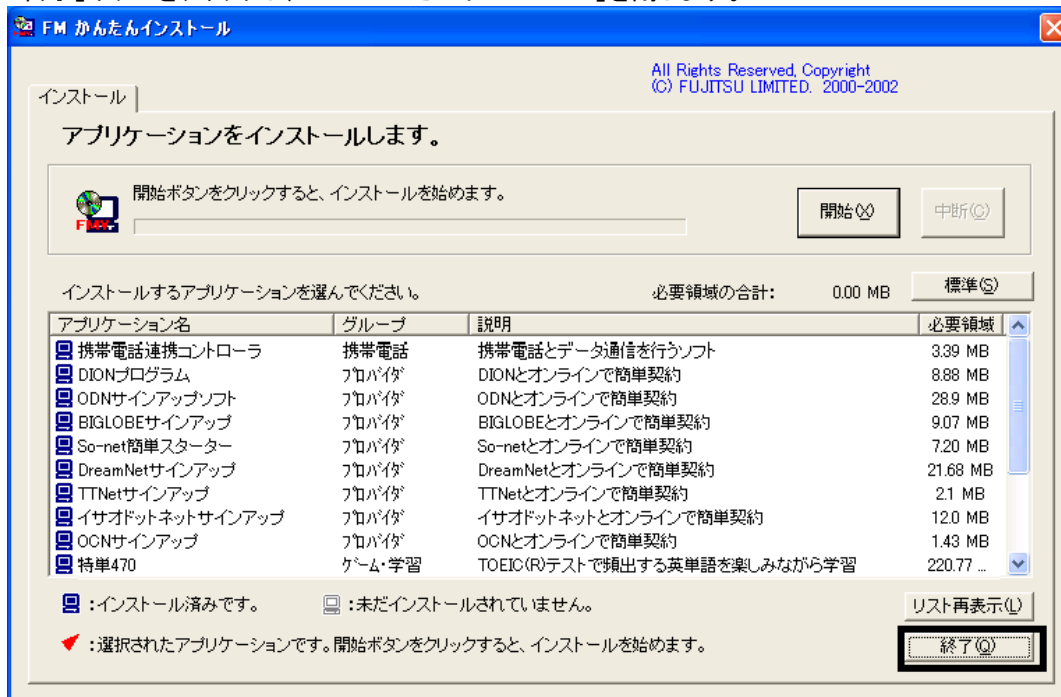 FM かんたんインストール
All Rights Reserved, Copyright
(C) FUJITSU LIMITED. 2000-2002
インストール
アプリケーションをインストールします。
開始ボタンをクリックすると、インストールを始めます。
開始(X)
中断(C)
FMV
インストールするアプリケーションを選んでください。 必要領域の合計: 0.00 MB 標準(S)
アプリケーション名 グループ 説明 必要領域
携帯電話連携コントローラ 携帯電話 携帯電話とデータ通信を行うソフト 3.39 MB
DIONプログラム プロバイダ DIONとオンラインで簡単契約 8.88 MB
ODNサインアップソフト プロバイダ ODNとオンラインで簡単契約 28.9 MB
BIGLOBEサインアップ プロバイダ BIGLOBEとオンラインで簡単契約 9.07 MB
So-net簡単スターター プロバイダ So-netとオンラインで簡単契約 7.20 MB
DreamNetサインアップ プロバイダ DreamNetとオンラインで簡単契約 21.68 MB
TTNetサインアップ プロバイダ TTNetとオンラインで簡単契約 2.1 MB
イサオドットネットサインアップ プロバイダ イサオドットネットとオンラインで簡単契約 12.0 MB
OCNサインアップ プロバイダ OCNとオンラインで簡単契約 1.43 MB
特単470 ゲーム・学習 TOEIC(R)テストで頻出する英単語を楽しみながら学習 220.77 ...
:インストール済みです。 :未だインストールされていません。 リスト再表示(L)
:選択されたアプリケーションです。開始ボタンをクリックすると、インストールを始めます。 終了(Q)